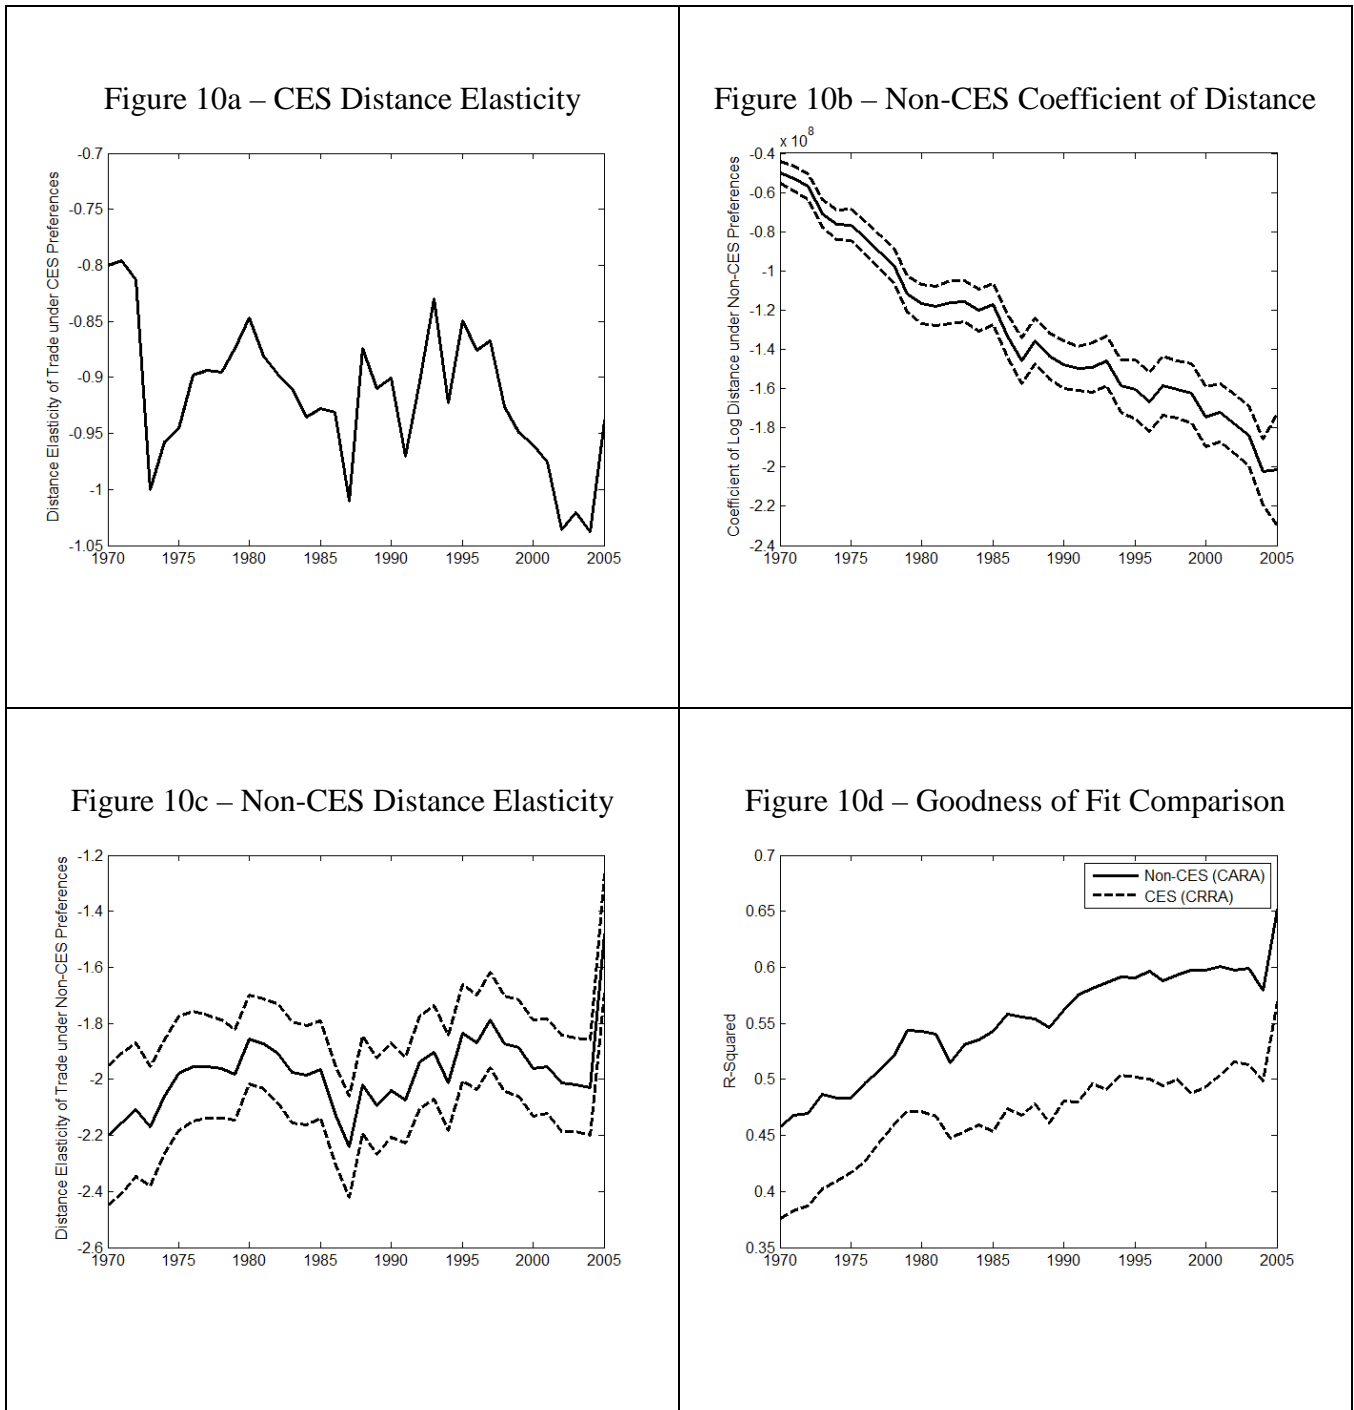 Figure 10a – CES Distance Elasticity
Distance Elasticity of Trade under CES Preferences
-0.7
-0.75
-0.8
-0.85
-0.9
-0.95
-1
-1.05
1970 1975 1980 1985 1990 1995 2000 2005
Figure 10b – Non-CES Coefficient of Distance
x 10^8
Coefficient of Log Distance under Non-CES Preferences
-0.4
-0.6
-0.8
-1
-1.2
-1.4
-1.6
-1.8
-2
-2.2
-2.4
1970 1975 1980 1985 1990 1995 2000 2005
Figure 10c – Non-CES Distance Elasticity
Distance Elasticity of Trade under Non-CES Preferences
-1.2
-1.4
-1.6
-1.8
-2
-2.2
-2.4
-2.6
1970 1975 1980 1985 1990 1995 2000 2005
Figure 10d – Goodness of Fit Comparison
R-Squared
0.7
0.65
0.6
0.55
0.5
0.45
0.4
0.35
Non-CES (CARA)
CES (CRRA)
1970 1975 1980 1985 1990 1995 2000 2005